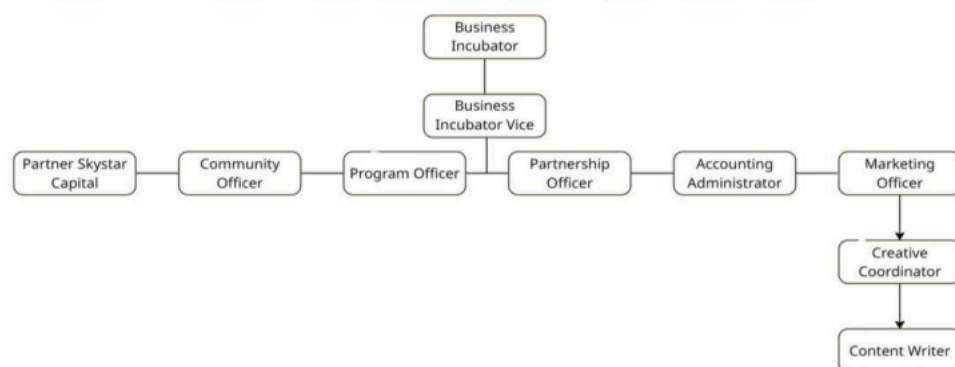 Business
Incubator
Business
Incubator Vice
Partner Skystar
Capital
Community
Officer
Program Officer
Partnership
Officer
Accounting
Administrator
Marketing
Officer
Creative
Coordinator
Content Writer